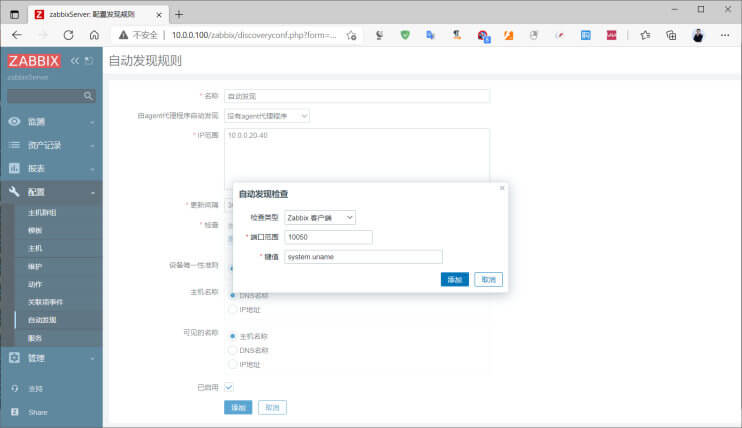 zabbixServer: 配置发现规则
不安全
10.0.0.100/zabbix/discoveryconf.php?form=...
ZABBIX
zabbixServer
自动发现规则
监测
资产记录
报表
配置
主机群组
模板
主机
维护
动作
关联项事件
自动发现
服务
管理
支持
Share
* 名称 自动发现
由agent代理程序自动发现 没有agent代理程序
* IP范围 10.0.0.20-40
* 更新间隔
* 检查
设备唯一性准则
主机名称
DNS名称
IP地址
可见的名称 主机名称
DNS名称
IP地址
已启用
添加 取消
自动发现检查
检查类型 Zabbix 客户端
* 端口范围 10050
* 键值 system.uname
添加 取消